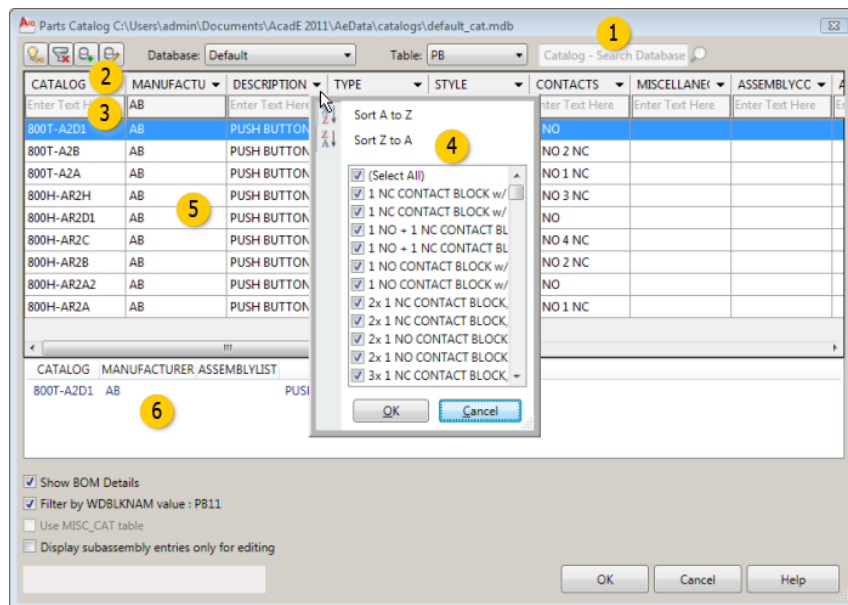 Parts Catalog C:\Users\admin\Documents\AcadE 2011\AeData\catalogs\default_cat.mdb
1
Database: Default Table: PB Catalog - Search Database
2
CATALOG MANUFACTU DESCRIPTION TYPE STYLE CONTACTS MISCELLANE( ASSEMBLYCC A
Enter Text H AB Enter Text Here nter Text Here Enter Text Here Enter Text Here
3
800T-A2D1 AB PUSH BUTTON NO
800T-A2B AB PUSH BUTTON NO 2 NC
800T-A2A AB PUSH BUTTON NO 1 NC
800H-AR2H AB PUSH BUTTON NO 3 NC
800H-AR2D1 AB PUSH BUTTON NO
5
800H-AR2C AB PUSH BUTTON NO 4 NC
800H-AR2B AB PUSH BUTTON NO 2 NC
800H-AR2A2 AB PUSH BUTTON NO
800H-AR2A AB PUSH BUTTON NO 1 NC
Sort A to Z
Sort Z to A
4
(Select All)
1 NC CONTACT BLOCK w/
1 NC CONTACT BLOCK w/
1 NO + 1 NC CONTACT BL
1 NO + 1 NC CONTACT BL
1 NO CONTACT BLOCK w/
1 NO CONTACT BLOCK w/
2x 1 NC CONTACT BLOCK,
2x 1 NC CONTACT BLOCK,
2x 1 NO CONTACT BLOCK
2x 1 NO CONTACT BLOCK
3x 1 NC CONTACT BLOCK,
OK Cancel
CATALOG MANUFACTURER ASSEMBLYLIST
800T-A2D1 AB PUS
6
Show BOM Details
Filter by WDBLKNAM value : PB11
Use MISC_CAT table
Display subassembly entries only for editing
OK Cancel Help